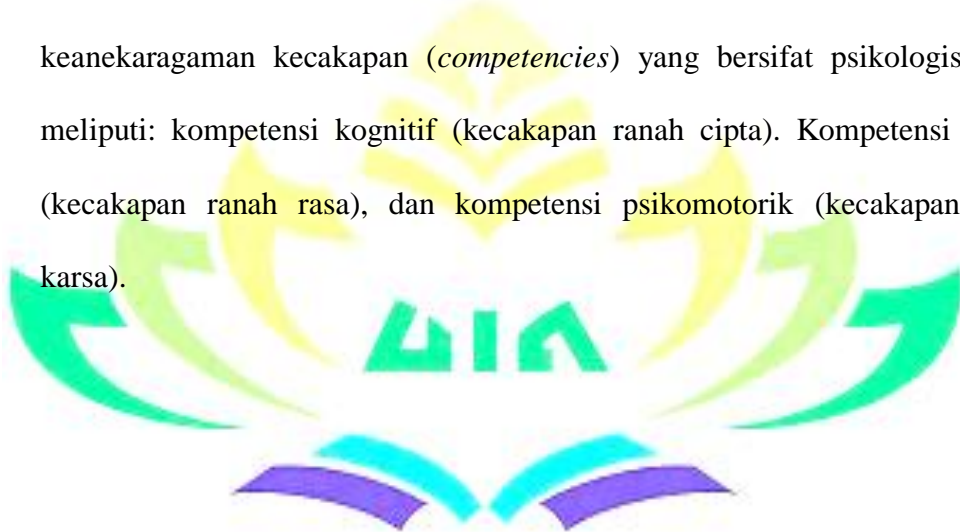 keanekaragaman kecakapan (competencies) yang bersifat psikologis
meliputi: kompetensi kognitif (kecakapan ranah cipta). Kompetensi
(kecakapan ranah rasa), dan kompetensi psikomotorik (kecakapan
karsa).
UIN